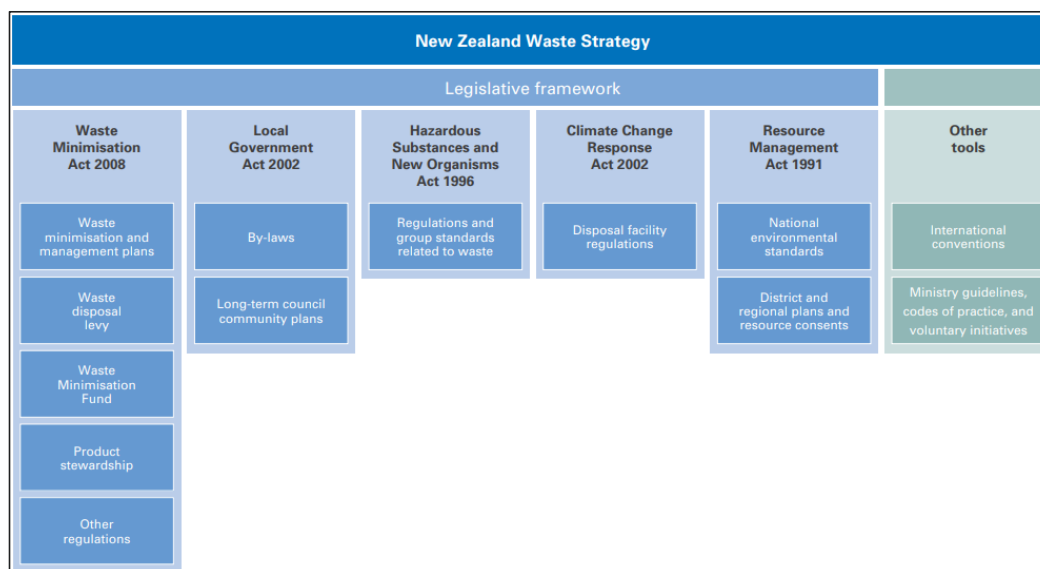 New Zealand Waste Strategy
Legislative framework
Waste
Minimisation
Act 2008
Waste
minimisation and
management plans
Waste
disposal
levy
Waste
Minimisation
Fund
Product
stewardship
Other
regulations
Local
Government
Act 2002
By-laws
Long-term council
community plans
Hazardous
Substances and
New Organisms
Act 1996
Regulations and
group standards
related to waste
Climate Change
Response
Act 2002
Disposal facility
regulations
Resource
Management
Act 1991
National
environmental
standards
District and
regional plans and
resource consents
Other
tools
International
conventions
Ministry guidelines,
codes of practice, and
voluntary initiatives